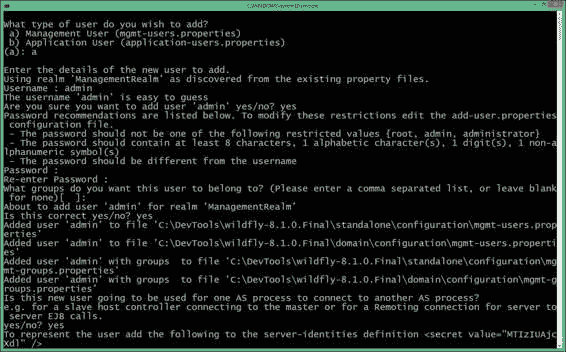 What type of user do you wish to add?
a) Management User (mgmt-users.properties)
b) Application User (application-users.properties)
(a): a
Enter the details of the new user to add.
Using realm 'ManagementRealm' as discovered from the existing property files.
Username : admin
The username 'admin' is easy to guess
Are you sure you want to add user 'admin' yes/no? yes
Password recommendations are listed below. To modify these restrictions edit the add-user.properties
configuration file.
- The password should not be one of the following restricted values {root, admin, administrator}
- The password should contain at least 8 characters, 1 alphabetic character(s), 1 digit(s), 1 non-a
lphanumeric symbol(s)
- The password should be different from the username
Password :
Re-enter Password :
What groups do you want this user to belong to? (Please enter a comma separated list, or leave blank
for none)[  ]:
About to add user 'admin' for realm 'ManagementRealm'
Is this correct yes/no? yes
Added user 'admin' to file 'C:\DevTools\wildfly-8.1.0.Final\standalone\configuration\mgmt-users.prop
erties'
Added user 'admin' to file 'C:\DevTools\wildfly-8.1.0.Final\domain\configuration\mgmt-users.properti
es'
Added user 'admin' with groups  to file 'C:\DevTools\wildfly-8.1.0.Final\standalone\configuration\mg
mt-groups.properties'
Added user 'admin' with groups  to file 'C:\DevTools\wildfly-8.1.0.Final\domain\configuration\mgmt-g
roups.properties'
Is this new user going to be used for one AS process to connect to another AS process?
e.g. for a slave host controller connecting to the master or for a Remoting connection for server to
server EJB calls.
yes/no? yes
To represent the user add the following to the server-identities definition <secret value="MTIzIUAjc
Xdl" />